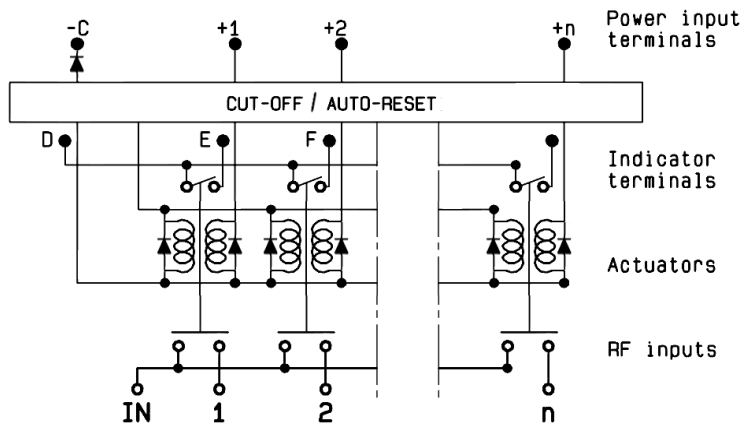 -C +1 +2 +n Power input
terminals
CUT-OFF / AUTO-RESET
D E F Indicator
terminals
Actuators
RF inputs
IN 1 2 n